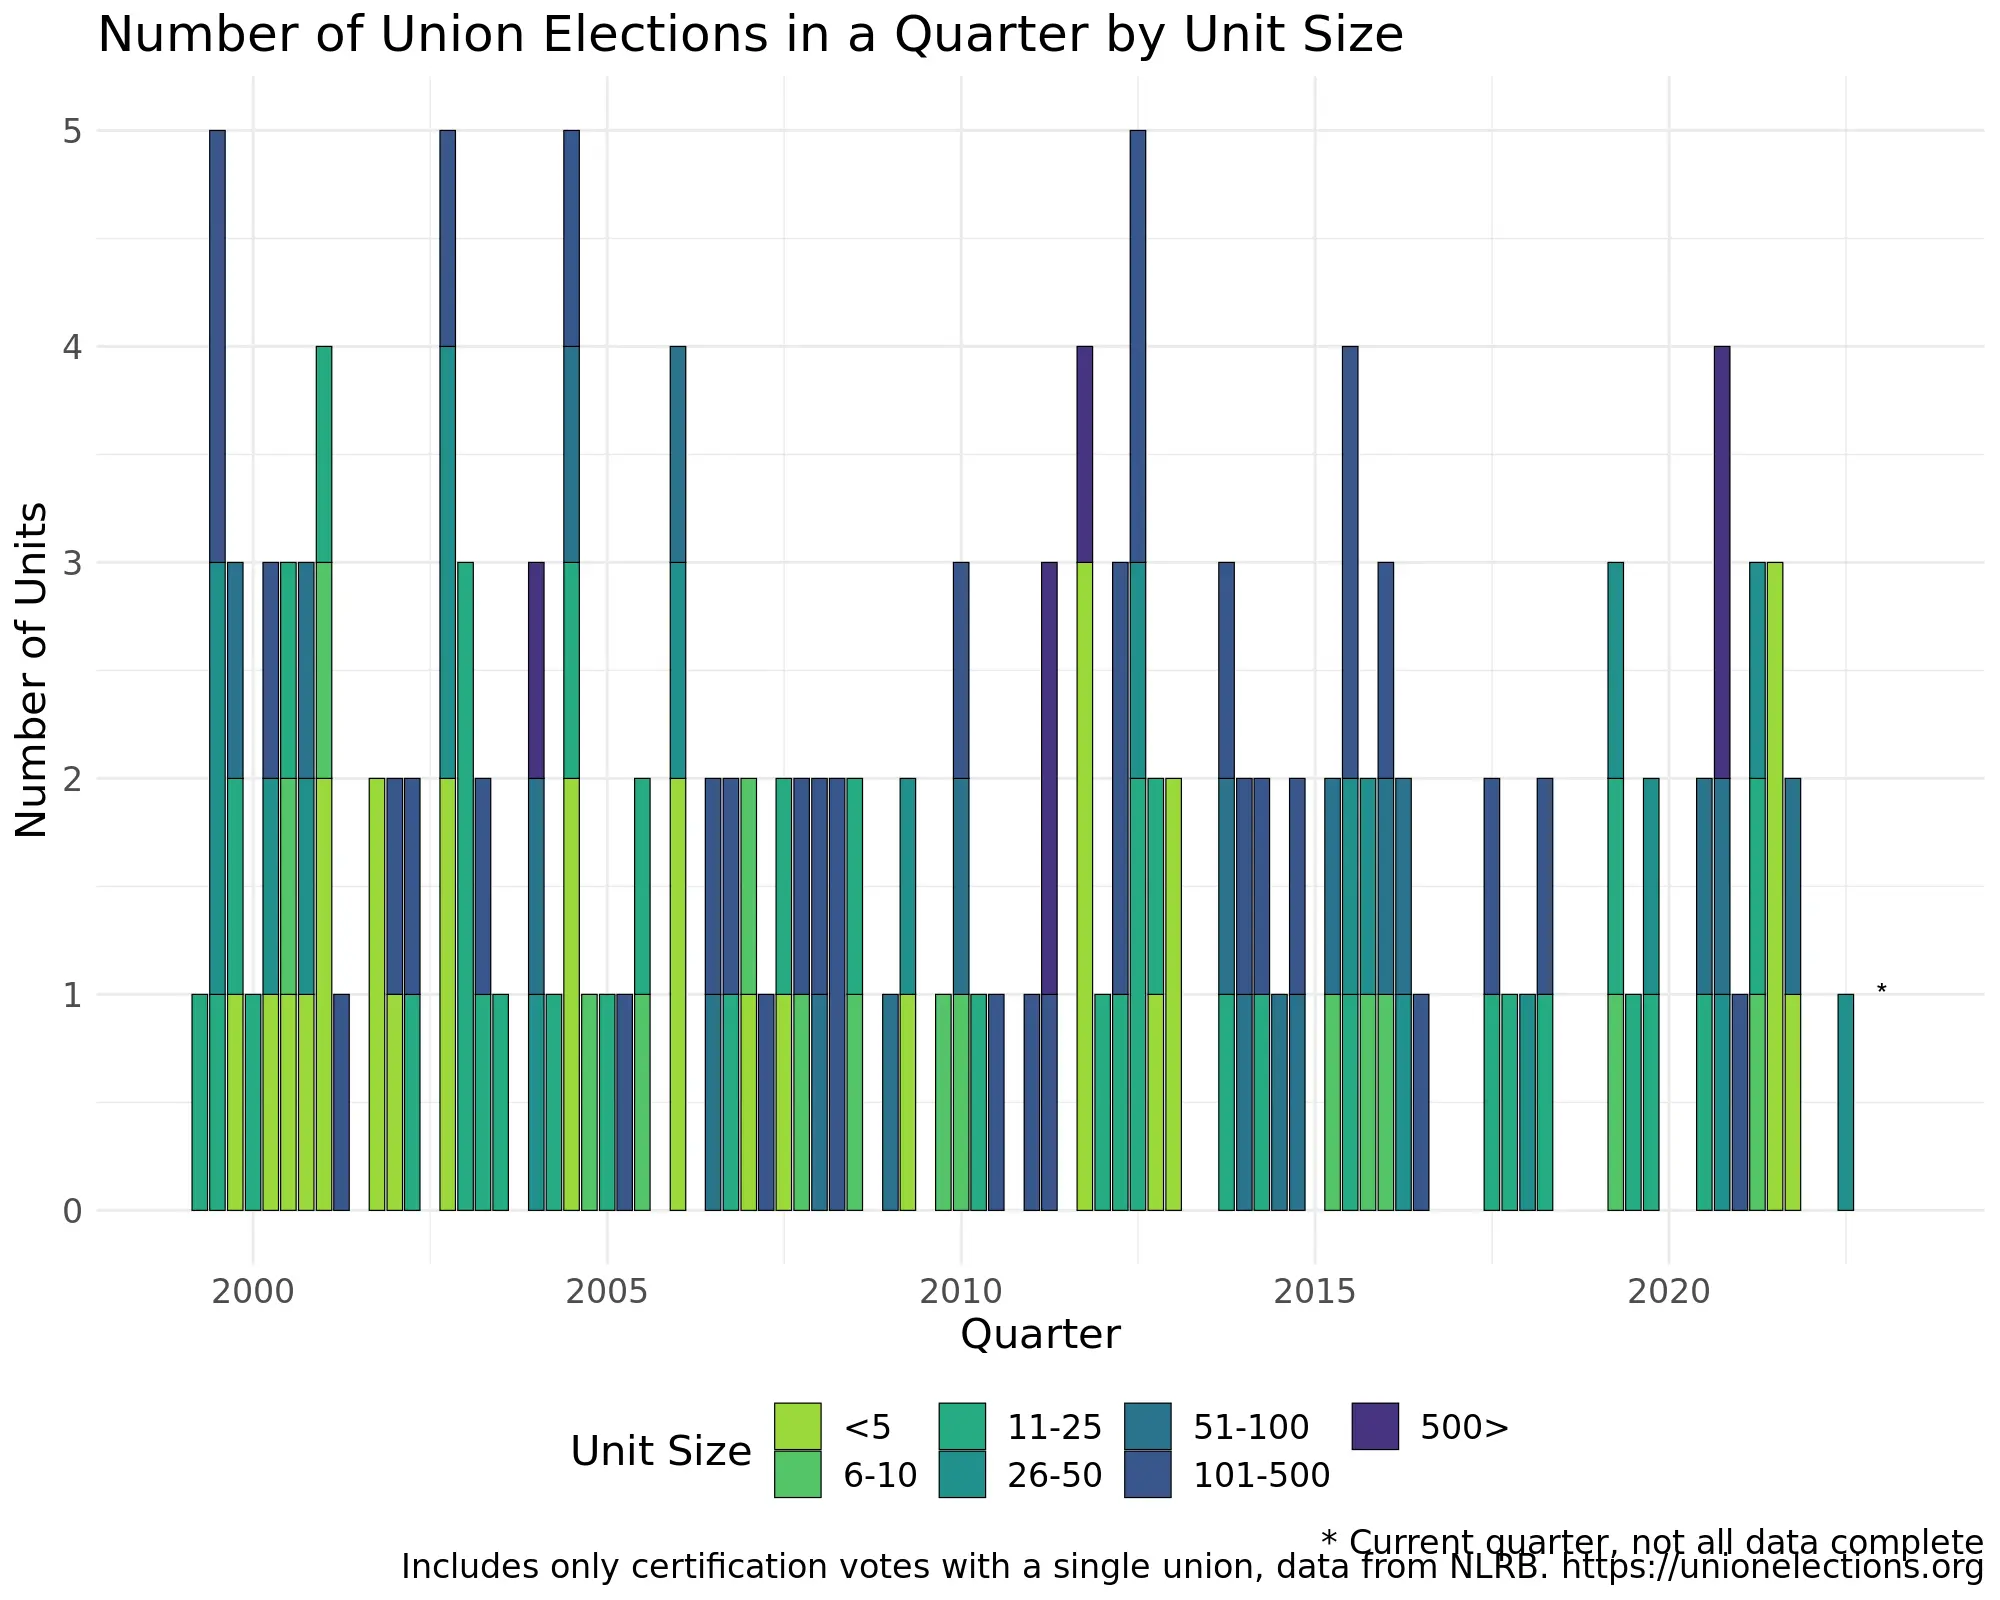 Number of Union Elections in a Quarter by Unit Size
Number of Units
5
4
3
2
1
0
*
2000 2005 2010 2015 2020
Quarter
Unit Size
<5 11-25 51-100 500>
6-10 26-50 101-500
* Current quarter, not all data complete
Includes only certification votes with a single union, data from NLRB. https://unionelections.org